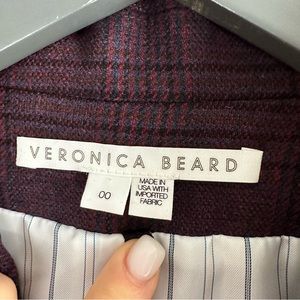 VERONICA BEARD
00
MADE IN
USA WITH
IMPORTED
FABRIC